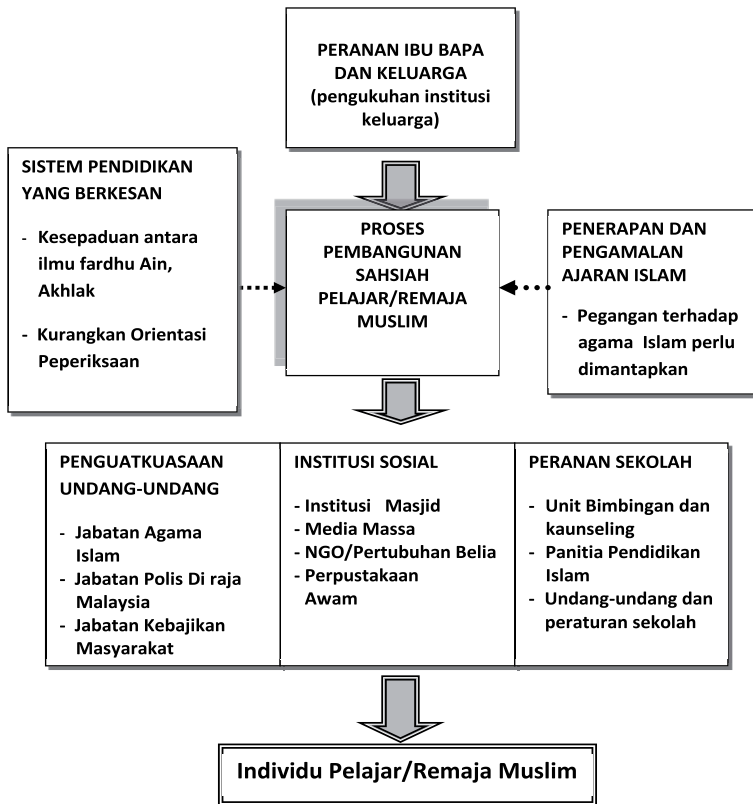 PERANAN IBU BAPA
DAN KELUARGA
(pengukuhan institusi
keluarga)
SISTEM PENDIDIKAN
YANG BERKESAN
- Kesepaduan antara
ilmu fardhu Ain,
Akhlak
- Kurangkan Orientasi
Peperiksaan
PROSES
PEMBANGUNAN
SAHSIAH
PELAJAR/REMAJA
MUSLIM
PENERAPAN DAN
PENGAMALAN
AJARAN ISLAM
- Pegangan terhadap
agama Islam perlu
dimantapkan
PENGUATKUASAAN
UNDANG-UNDANG
- Jabatan Agama
Islam
- Jabatan Polis Di raja
Malaysia
- Jabatan Kebajikan
Masyarakat
INSTITUSI SOSIAL
- Institusi Masjid
- Media Massa
- NGO/Pertubuhan Belia
- Perpustakaan
Awam
PERANAN SEKOLAH
- Unit Bimbingan dan
kaunseling
- Panitia Pendidikan
Islam
- Undang-undang dan
peraturan sekolah
Individu Pelajar/Remaja Muslim